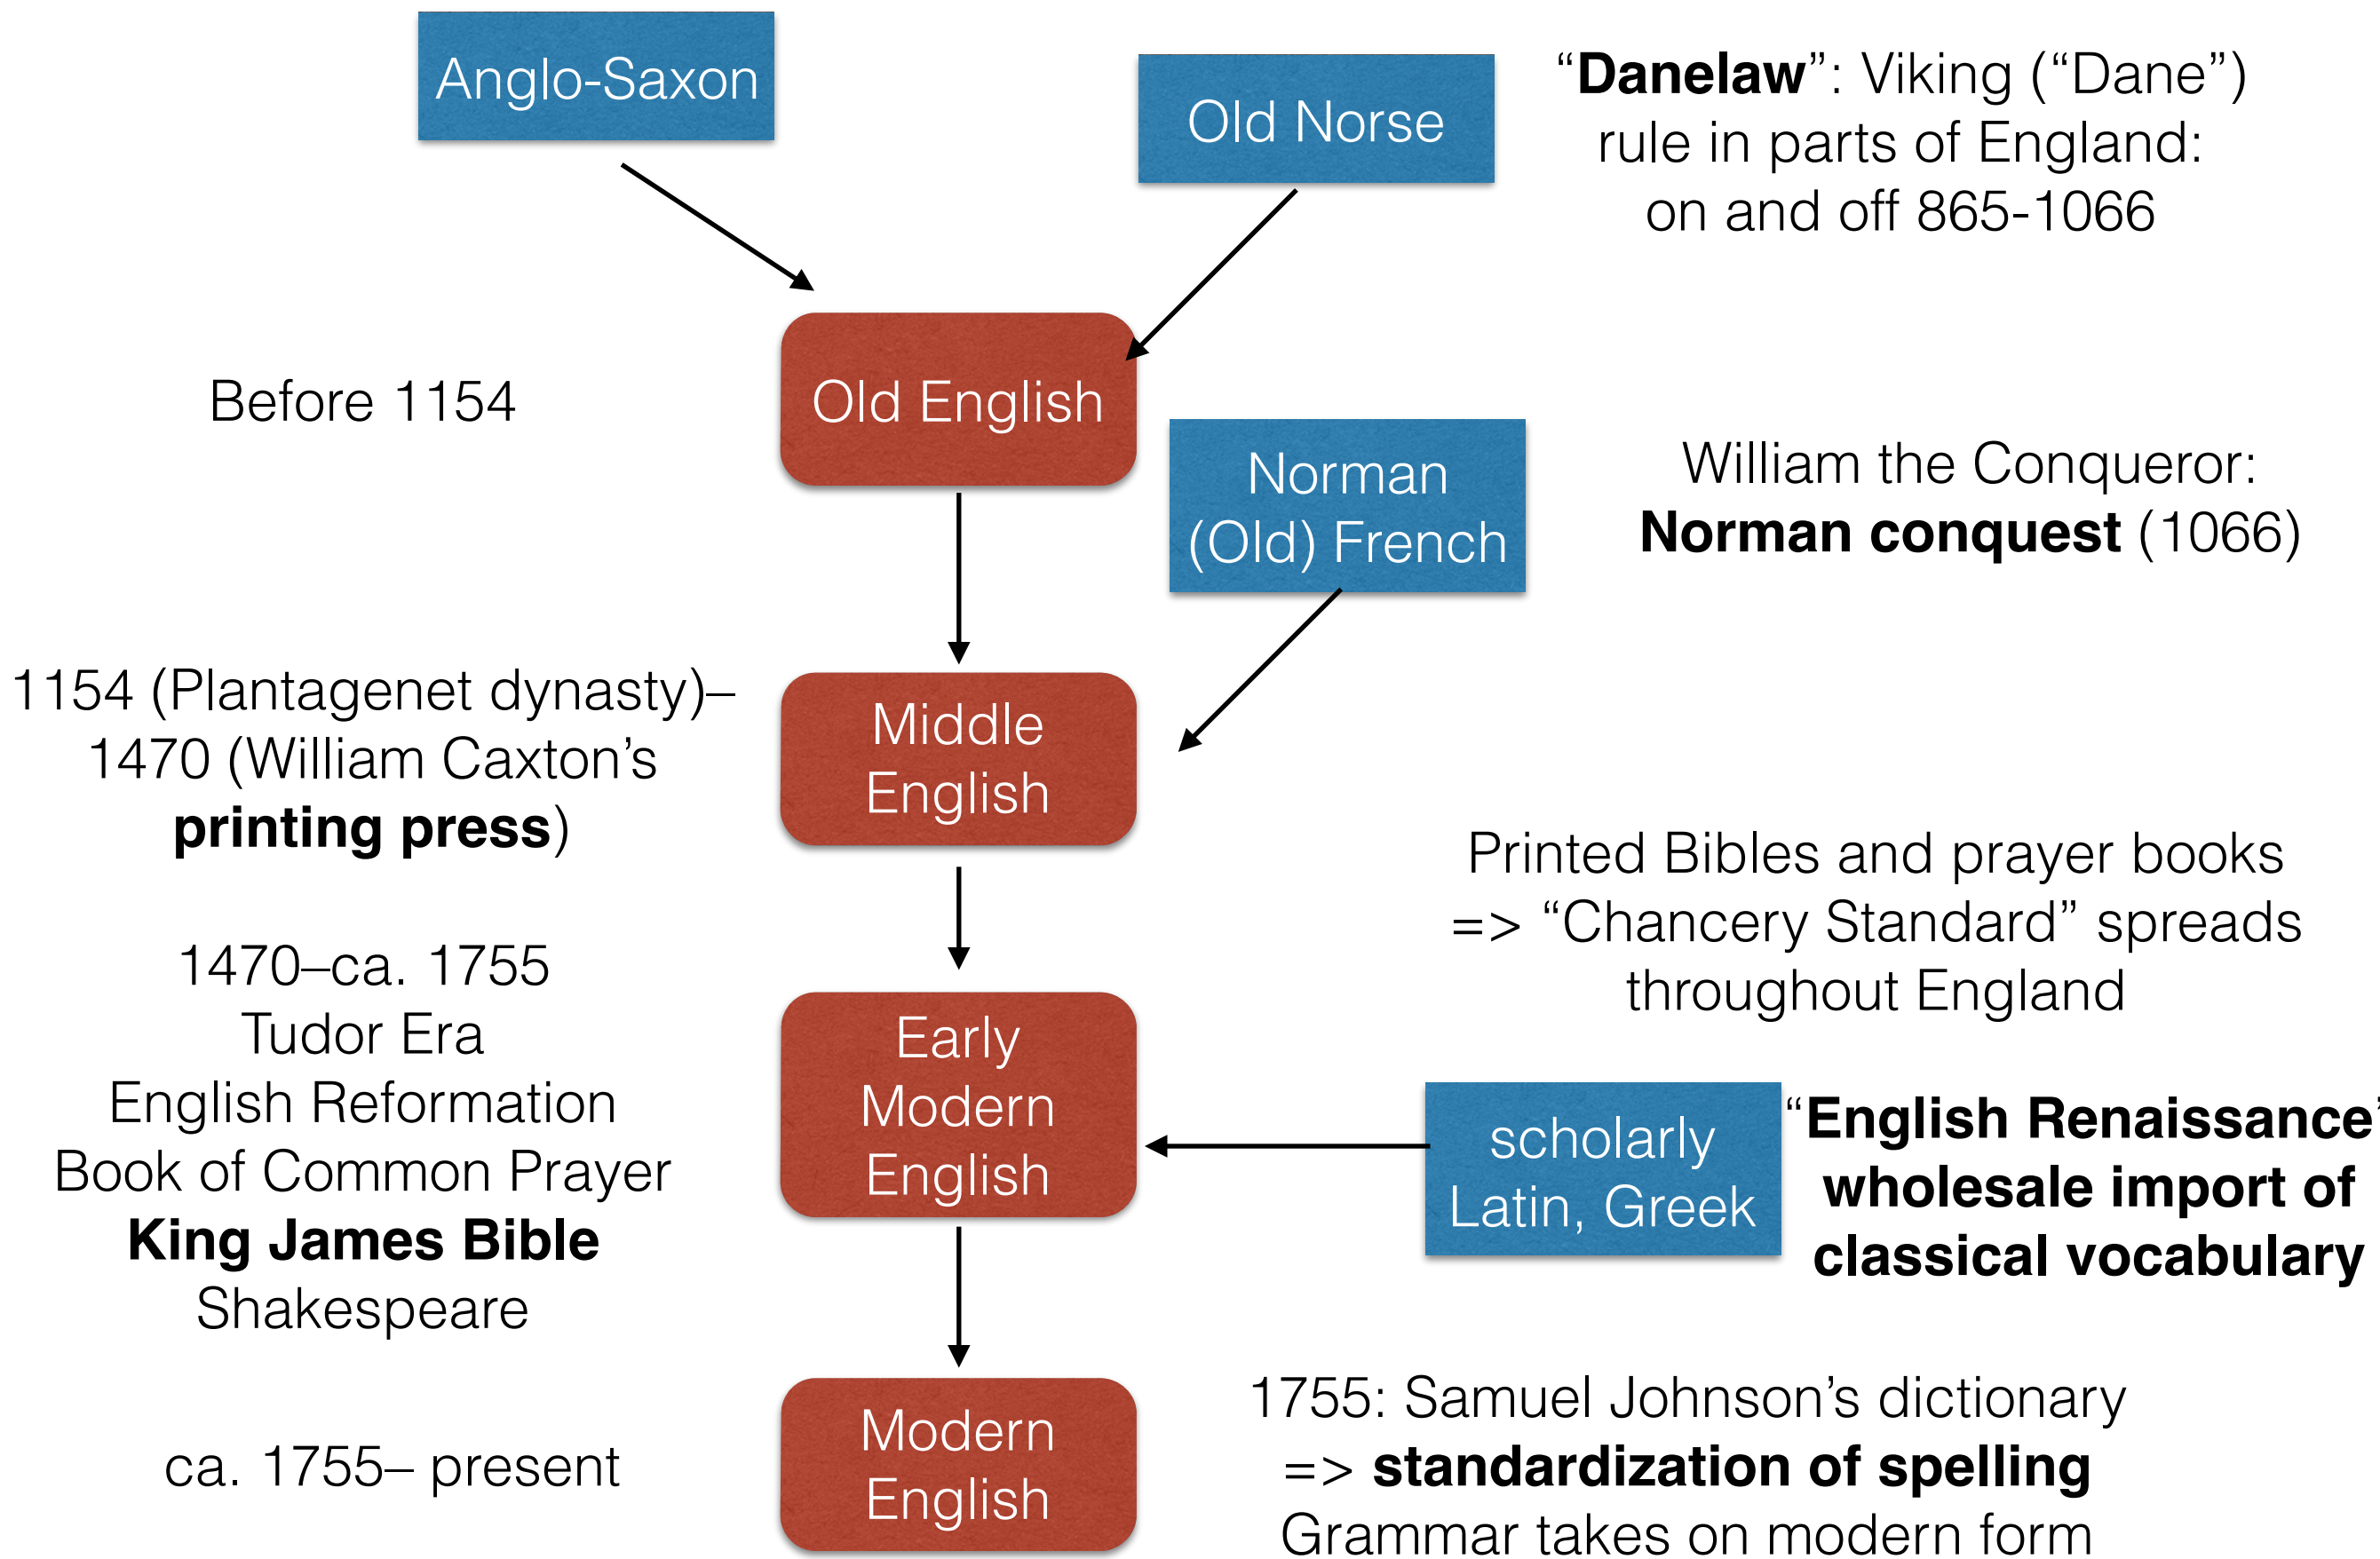 Anglo-Saxon
Old Norse
“Danelaw”: Viking (“Dane”)
rule in parts of England:
on and off 865-1066
Before 1154
Old English
Norman
(Old) French
William the Conqueror:
Norman conquest (1066)
1154 (Plantagenet dynasty)–
1470 (William Caxton’s
printing press)
Middle
English
Printed Bibles and prayer books
=> “Chancery Standard” spreads
throughout England
1470–ca. 1755
Tudor Era
English Reformation
Book of Common Prayer
King James Bible
Shakespeare
Early
Modern
English
scholarly
Latin, Greek
“English Renaissance”
wholesale import of
classical vocabulary
ca. 1755– present
Modern
English
1755: Samuel Johnson’s dictionary
=> standardization of spelling
Grammar takes on modern form